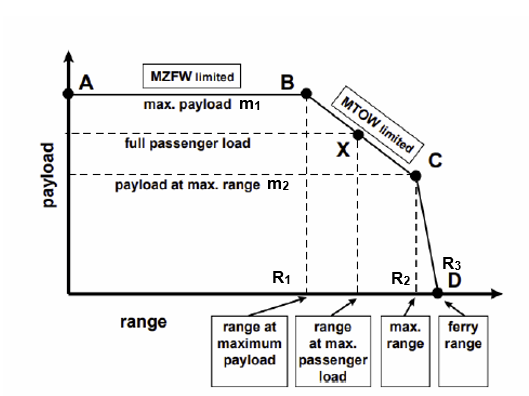 A
MZFW limited
B
max. payload m1
MTOW limited
full passenger load
X
C
payload at max. range m2
payload
R1
R2
R3
D
range
range at
maximum
payload
range
at max.
passenger
load
max.
range
ferry
range